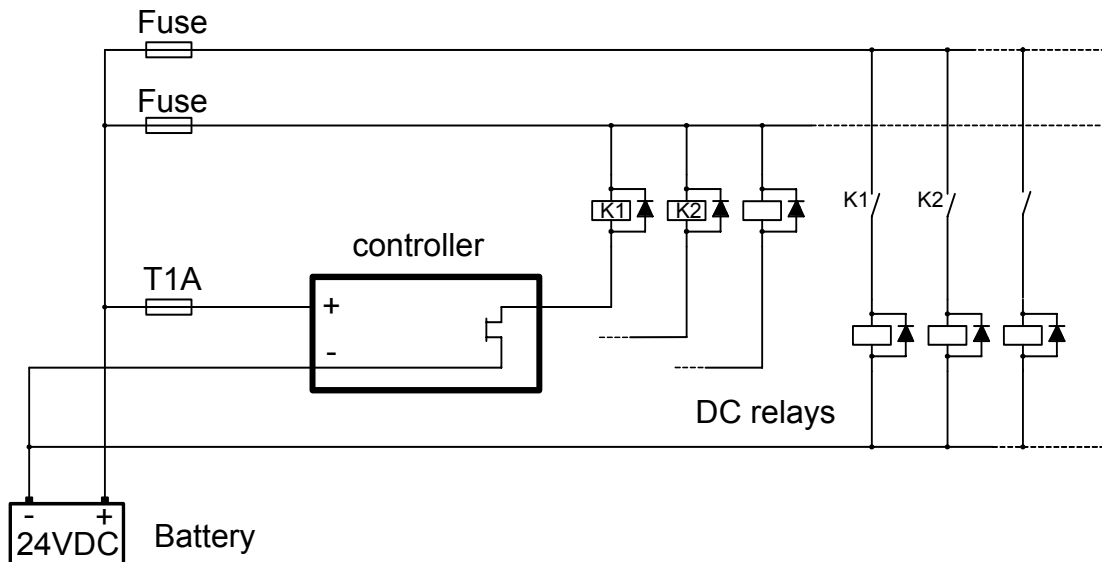 Fuse
Fuse
K1
K2
K1
K2
controller
T1A
+
-
DC relays
- +
24VDC
Battery